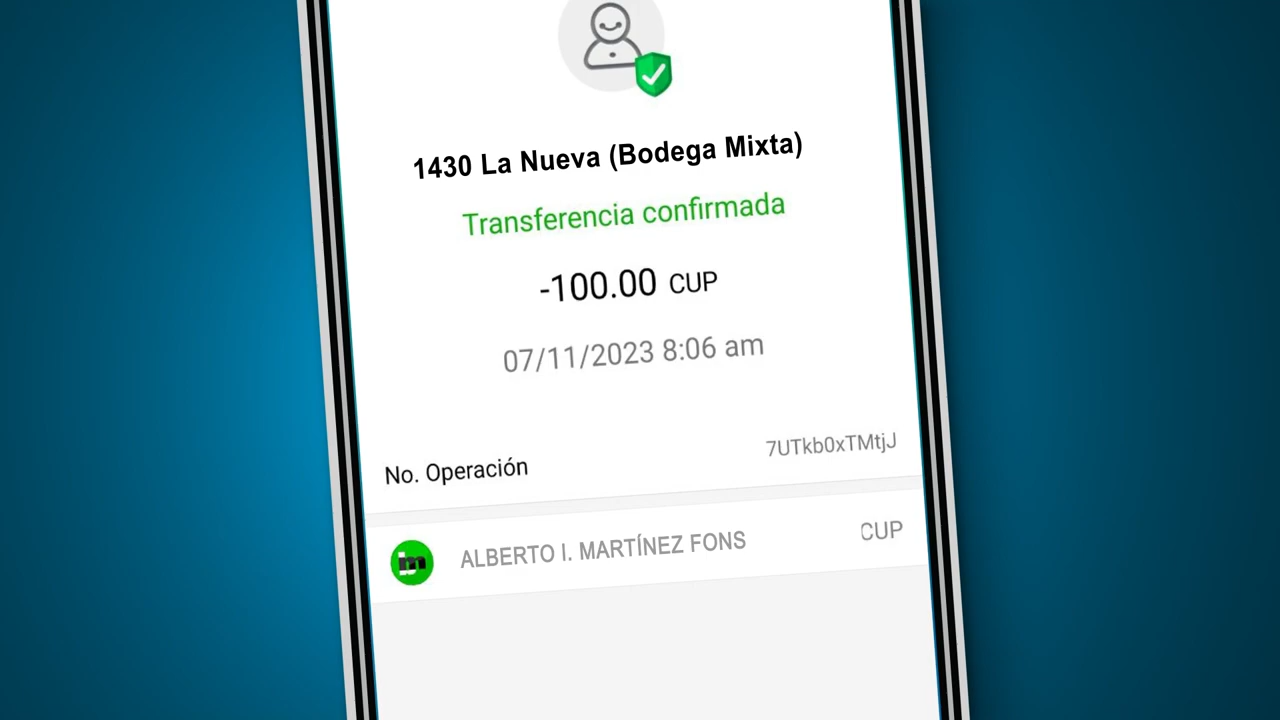 1430 La Nueva (Bodega Mixta)
Transferencia confirmada
-100.00 CUP
07/11/2023 8:06 am
No. Operación 7UTkb0xTMtjJ
im ALBERTO I. MARTÍNEZ FONS CUP